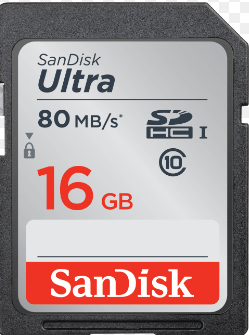 SanDisk
Ultra
80 MB/s*
SD HC I
10
16 GB
SanDisk